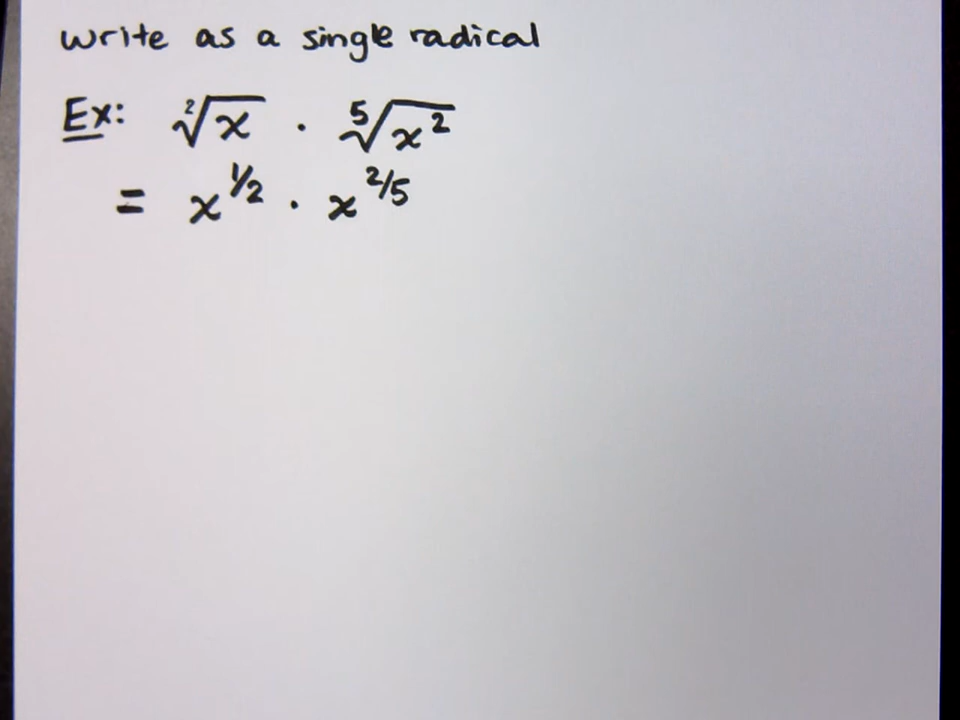 write as a single radical
Ex: ²√x · ⁵√x²
= x^1/2 · x^2/5